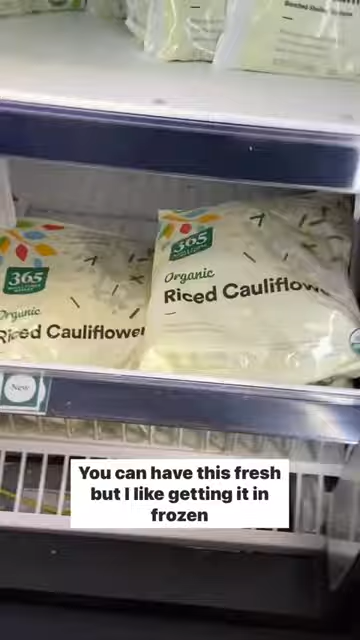 365
Organic
Riced Cauliflow
365
Organic
Riced Cauliflower
New
You can have this fresh
but I like getting it in
frozen